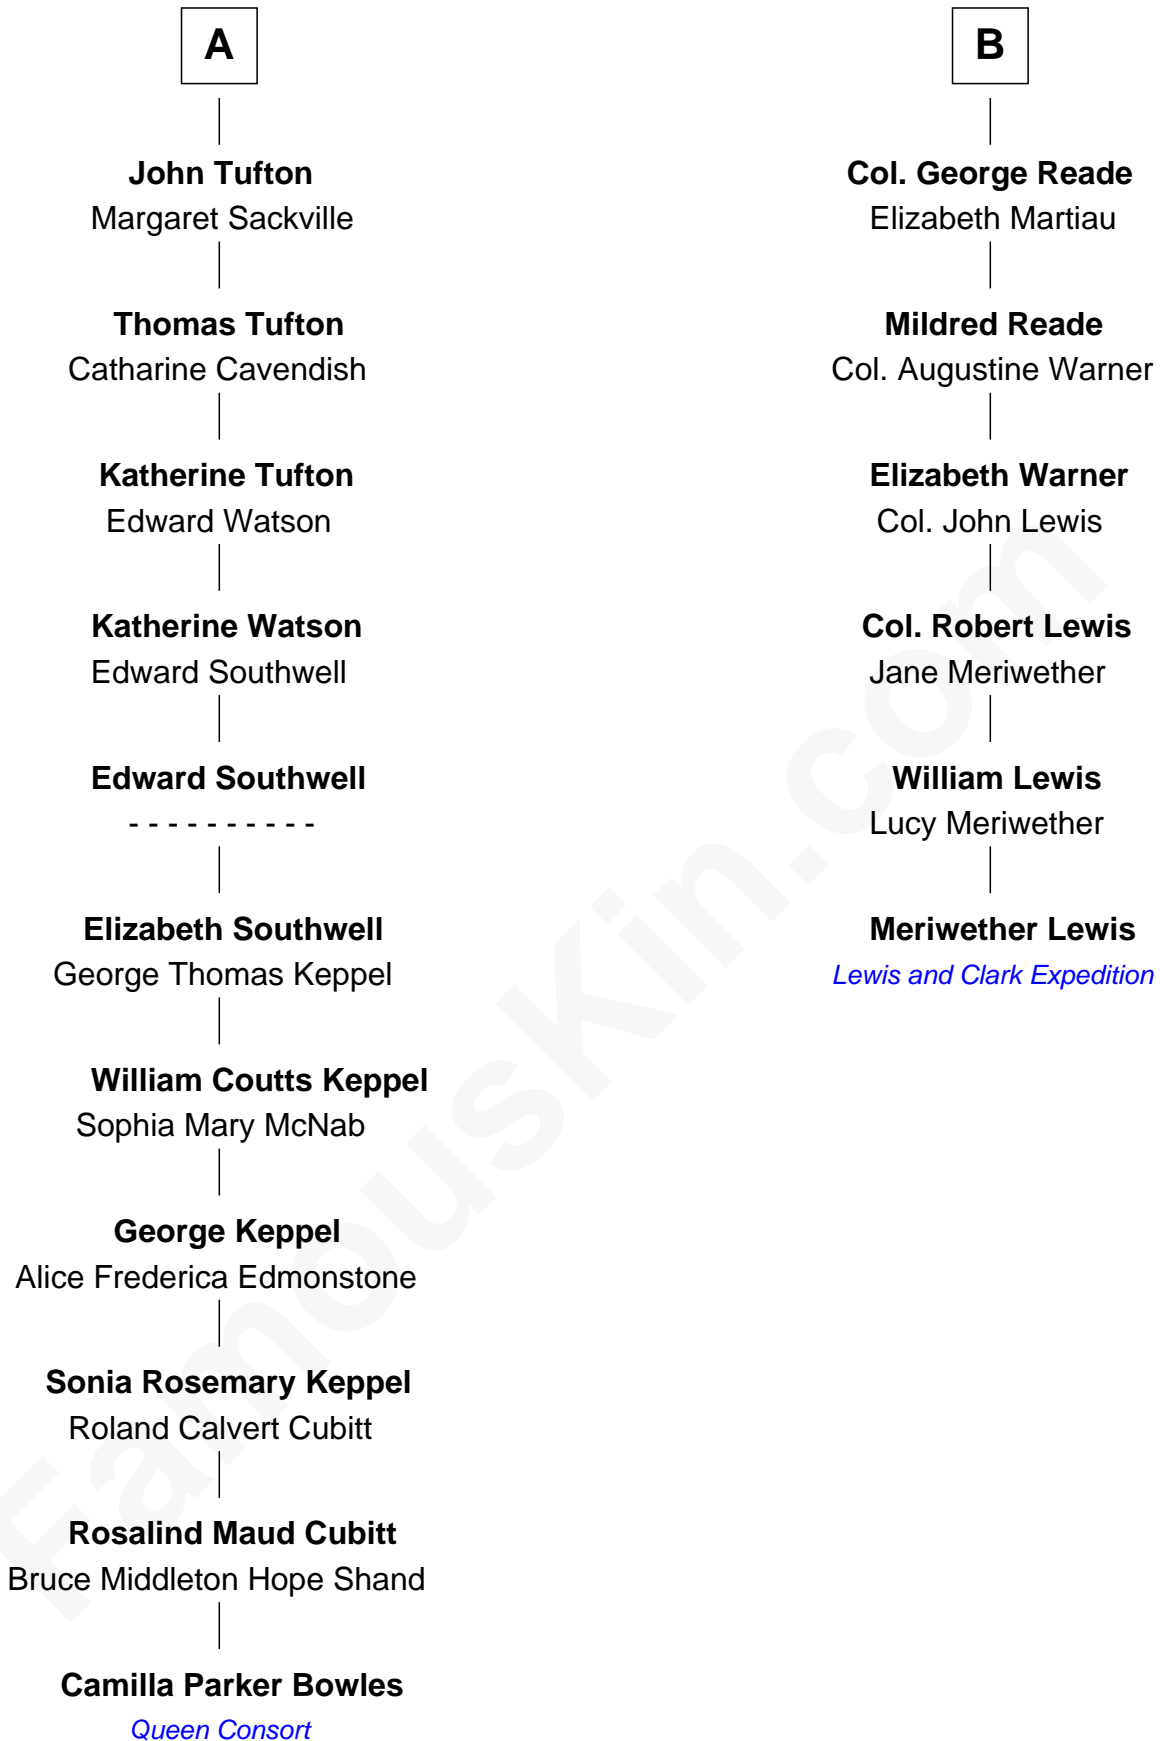 A
John Tufton
Margaret Sackville
Thomas Tufton
Catharine Cavendish
Katherine Tufton
Edward Watson
Katherine Watson
Edward Southwell
Edward Southwell
- - - - - - - - - -
Elizabeth Southwell
George Thomas Keppel
William Coutts Keppel
Sophia Mary McNab
George Keppel
Alice Frederica Edmonstone
Sonia Rosemary Keppel
Roland Calvert Cubitt
Rosalind Maud Cubitt
Bruce Middleton Hope Shand
Camilla Parker Bowles
Queen Consort
B
Col. George Reade
Elizabeth Martiau
Mildred Reade
Col. Augustine Warner
Elizabeth Warner
Col. John Lewis
Col. Robert Lewis
Jane Meriwether
William Lewis
Lucy Meriwether
Meriwether Lewis
Lewis and Clark Expedition
FamousKin.com